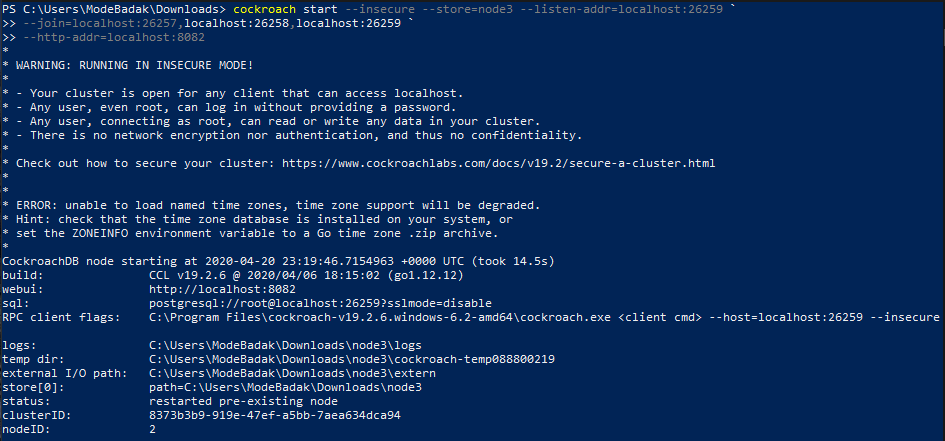 PS C:\Users\ModeBadak\Downloads> cockroach start --insecure --store=node3 --listen-addr=localhost:26259 `
>> --join=localhost:26257,localhost:26258,localhost:26259 `
>> --http-addr=localhost:8082
*
* WARNING: RUNNING IN INSECURE MODE!
*
* - Your cluster is open for any client that can access localhost.
* - Any user, even root, can log in without providing a password.
* - Any user, connecting as root, can read or write any data in your cluster.
* - There is no network encryption nor authentication, and thus no confidentiality.
*
* Check out how to secure your cluster: https://www.cockroachlabs.com/docs/v19.2/secure-a-cluster.html
*
*
* ERROR: unable to load named time zones, time zone support will be degraded.
* Hint: check that the time zone database is installed on your system, or
* set the ZONEINFO environment variable to a Go time zone .zip archive.
*
CockroachDB node starting at 2020-04-20 23:19:46.7154963 +0000 UTC (took 14.5s)
build: CCL v19.2.6 @ 2020/04/06 18:15:02 (go1.12.12)
webui: http://localhost:8082
sql: postgresql://root@localhost:26259?sslmode=disable
RPC client flags: C:\Program Files\cockroach-v19.2.6.windows-6.2-amd64\cockroach.exe <client cmd> --host=localhost:26259 --insecure
logs: C:\Users\ModeBadak\Downloads\node3\logs
temp dir: C:\Users\ModeBadak\Downloads\node3\cockroach-temp088800219
external I/O path: C:\Users\ModeBadak\Downloads\node3\extern
store[0]: path=C:\Users\ModeBadak\Downloads\node3
status: restarted pre-existing node
clusterID: 8373b3b9-919e-47ef-a5bb-7aea634dca94
nodeID: 2